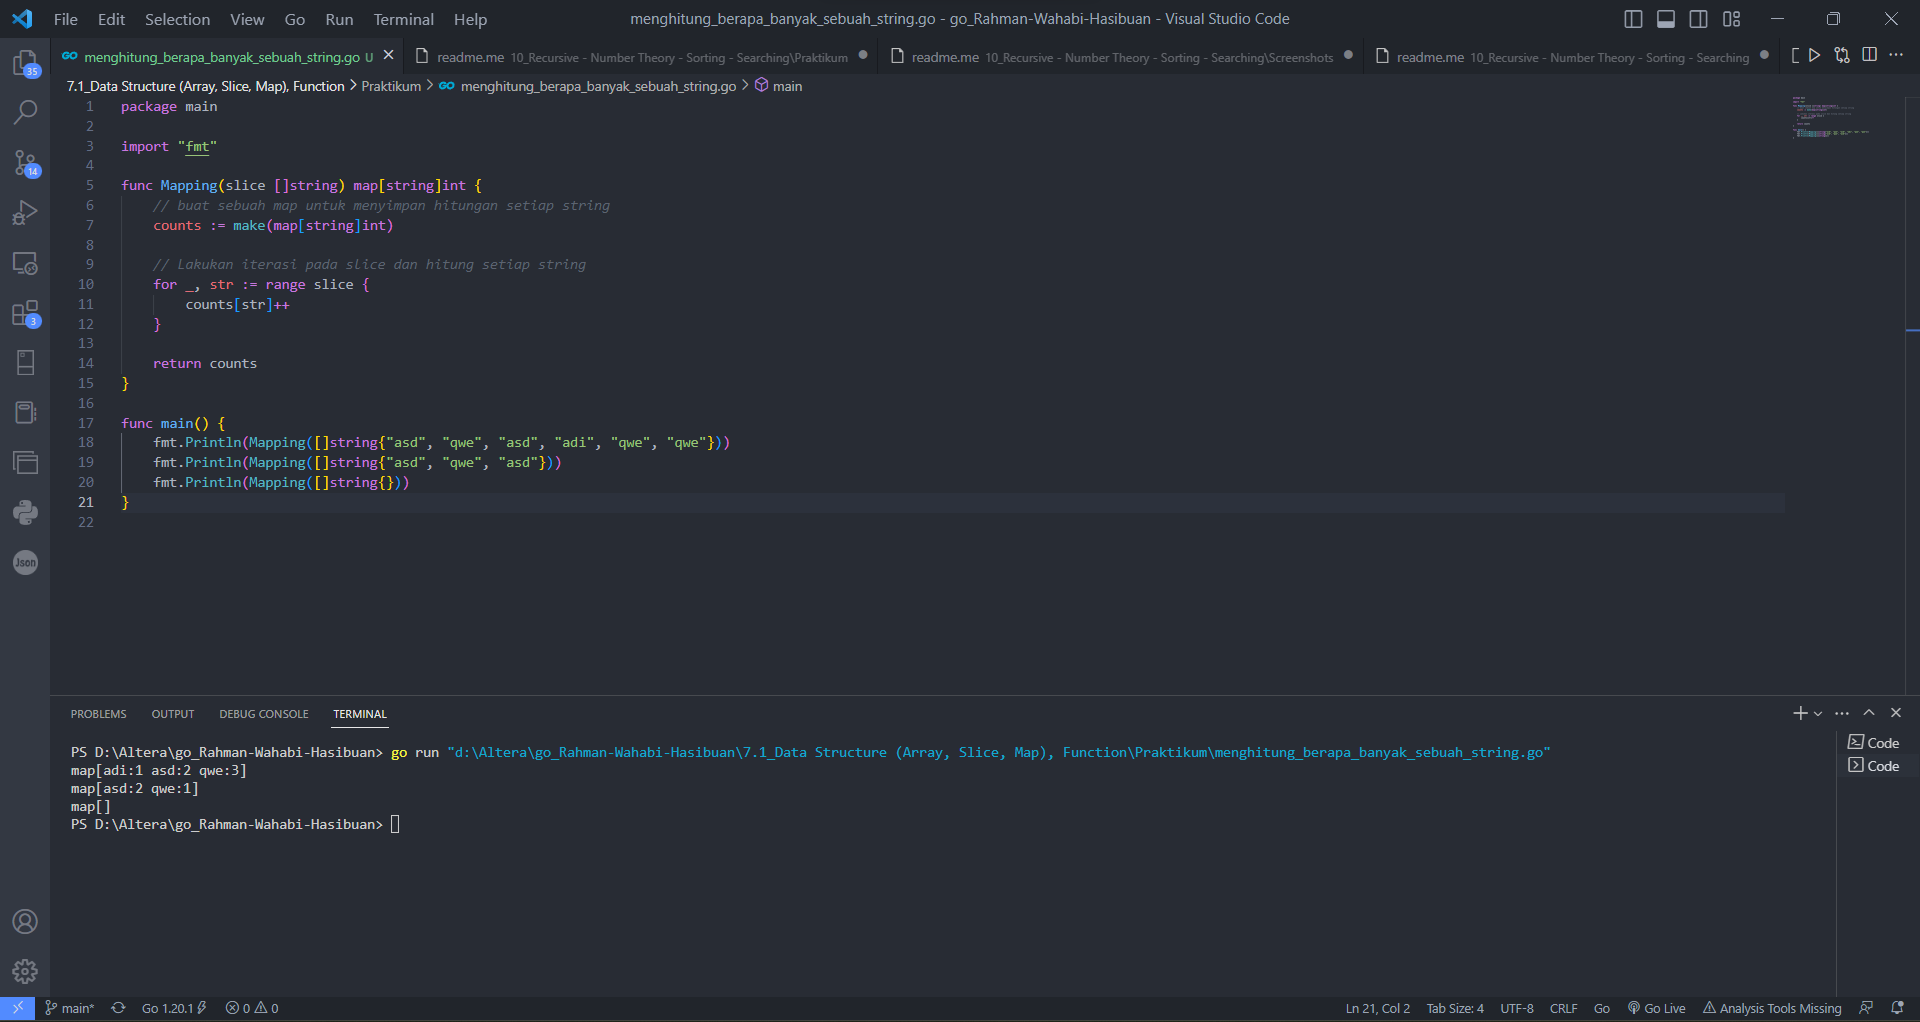 File Edit Selection View Go Run Terminal Help menghitung_berapa_banyak_sebuah_string.go - go_Rahman-Wahabi-Hasibuan - Visual Studio Code
menghitung_berapa_banyak_sebuah_string.go U readme.me 10_Recursive - Number Theory - Sorting - Searching\Praktikum readme.me 10_Recursive - Number Theory - Sorting - Searching\Screenshots readme.me 10_Recursive - Number Theory - Sorting - Searching
7.1_Data Structure (Array, Slice, Map), Function > Praktikum > GO menghitung_berapa_banyak_sebuah_string.go > main
1 package main
2
3 import "fmt"
4
5 func Mapping(slice []string) map[string]int {
6 // buat sebuah map untuk menyimpan hitungan setiap string
7 counts := make(map[string]int)
8
9 // Lakukan iterasi pada slice dan hitung setiap string
10 for _, str := range slice {
11 counts[str]++
12 }
13
14 return counts
15 }
16
17 func main() {
18 fmt.Println(Mapping([]string{"asd", "qwe", "asd", "adi", "qwe", "qwe"}))
19 fmt.Println(Mapping([]string{"asd", "qwe", "asd"}))
20 fmt.Println(Mapping([]string{}))
21 }
22
35
14
3
Json
PROBLEMS OUTPUT DEBUG CONSOLE TERMINAL
PS D:\Altera\go_Rahman-Wahabi-Hasibuan> go run "d:\Altera\go_Rahman-Wahabi-Hasibuan\7.1_Data Structure (Array, Slice, Map), Function\Praktikum\menghitung_berapa_banyak_sebuah_string.go"
map[adi:1 asd:2 qwe:3]
map[asd:2 qwe:1]
map[]
PS D:\Altera\go_Rahman-Wahabi-Hasibuan>
Code
Code
main* Go 1.20.1 0 0 Ln 21, Col 2 Tab Size: 4 UTF-8 CRLF Go Go Live Analysis Tools Missing